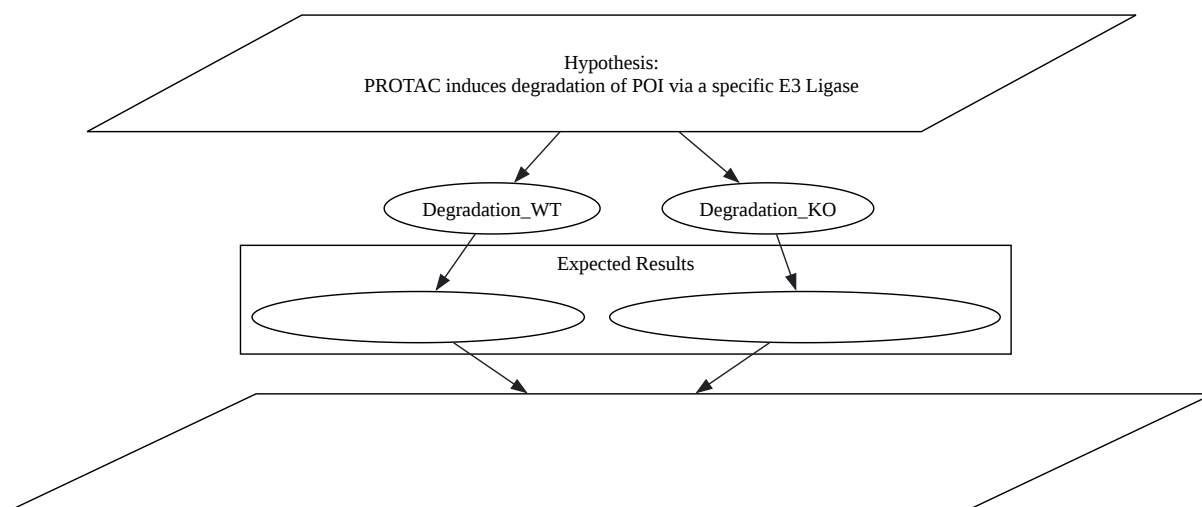 Hypothesis:
PROTAC induces degradation of POI via a specific E3 Ligase
Degradation_WT
Degradation_KO
Expected Results